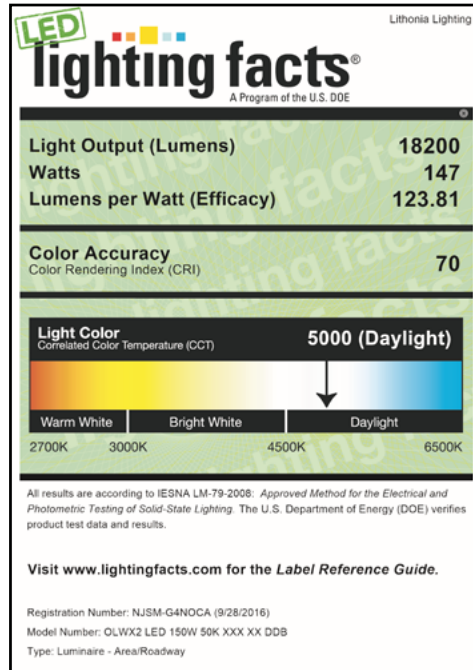 Lithonia Lighting
LED
lighting facts®
A Program of the U.S. DOE
Light Output (Lumens) 18200
Watts 147
Lumens per Watt (Efficacy) 123.81
Color Accuracy
Color Rendering Index (CRI) 70
Light Color
Correlated Color Temperature (CCT) 5000 (Daylight)
Warm White Bright White Daylight
2700K 3000K 4500K 6500K
All results are according to IESNA LM-79-2008: Approved Method for the Electrical and
Photometric Testing of Solid-State Lighting. The U.S. Department of Energy (DOE) verifies
product test data and results.
Visit www.lightingfacts.com for the Label Reference Guide.
Registration Number: NJSM-G4NOCA (9/28/2016)
Model Number: OLWX2 LED 150W 50K XXX XX DDB
Type: Luminaire - Area/Roadway